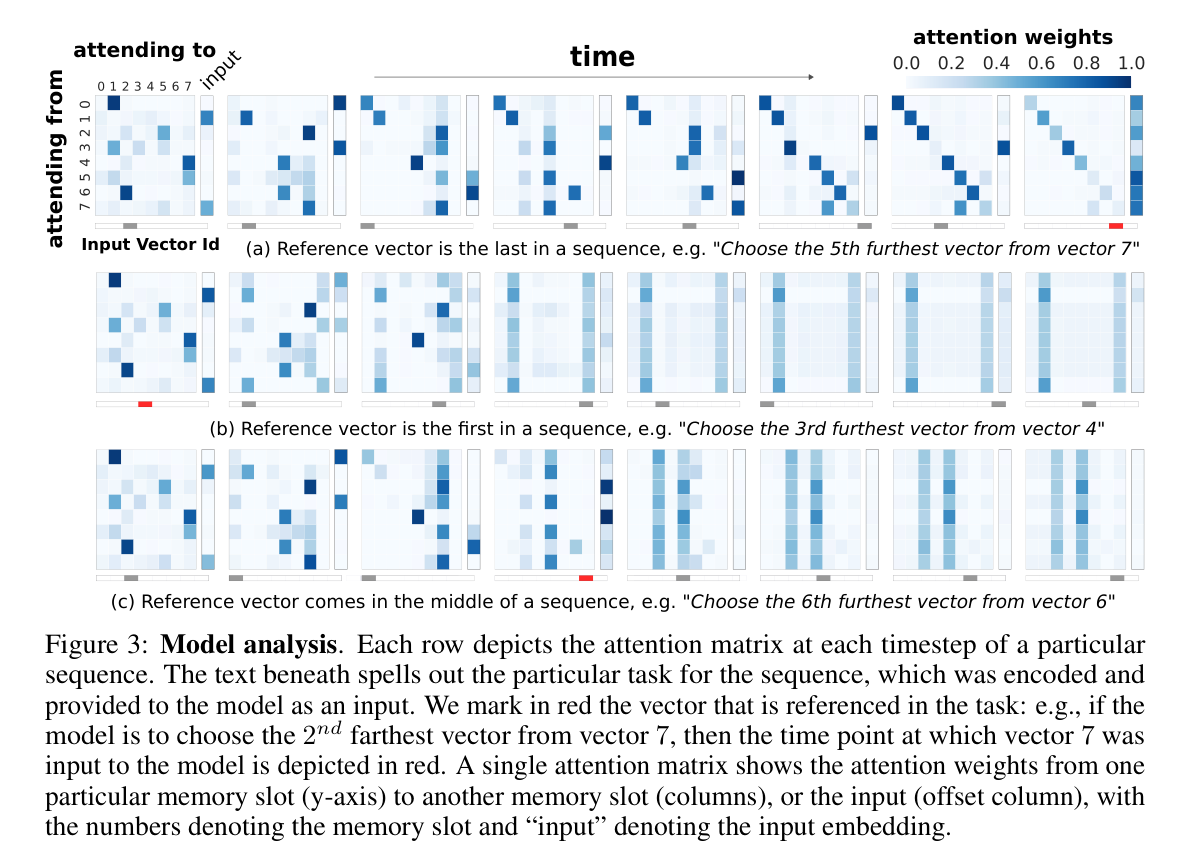 attending to
input
time
attention weights
0.0 0.2 0.4 0.6 0.8 1.0
attending from
0 1 2 3 4 5 6 7
0
1
2
3
4
5
6
7
Input Vector Id
(a) Reference vector is the last in a sequence, e.g. "Choose the 5th furthest vector from vector 7"
(b) Reference vector is the first in a sequence, e.g. "Choose the 3rd furthest vector from vector 4"
(c) Reference vector comes in the middle of a sequence, e.g. "Choose the 6th furthest vector from vector 6"
Figure 3: Model analysis. Each row depicts the attention matrix at each timestep of a particular
sequence. The text beneath spells out the particular task for the sequence, which was encoded and
provided to the model as an input. We mark in red the vector that is referenced in the task: e.g., if the
model is to choose the 2nd farthest vector from vector 7, then the time point at which vector 7 was
input to the model is depicted in red. A single attention matrix shows the attention weights from one
particular memory slot (y-axis) to another memory slot (columns), or the input (offset column), with
the numbers denoting the memory slot and “input” denoting the input embedding.